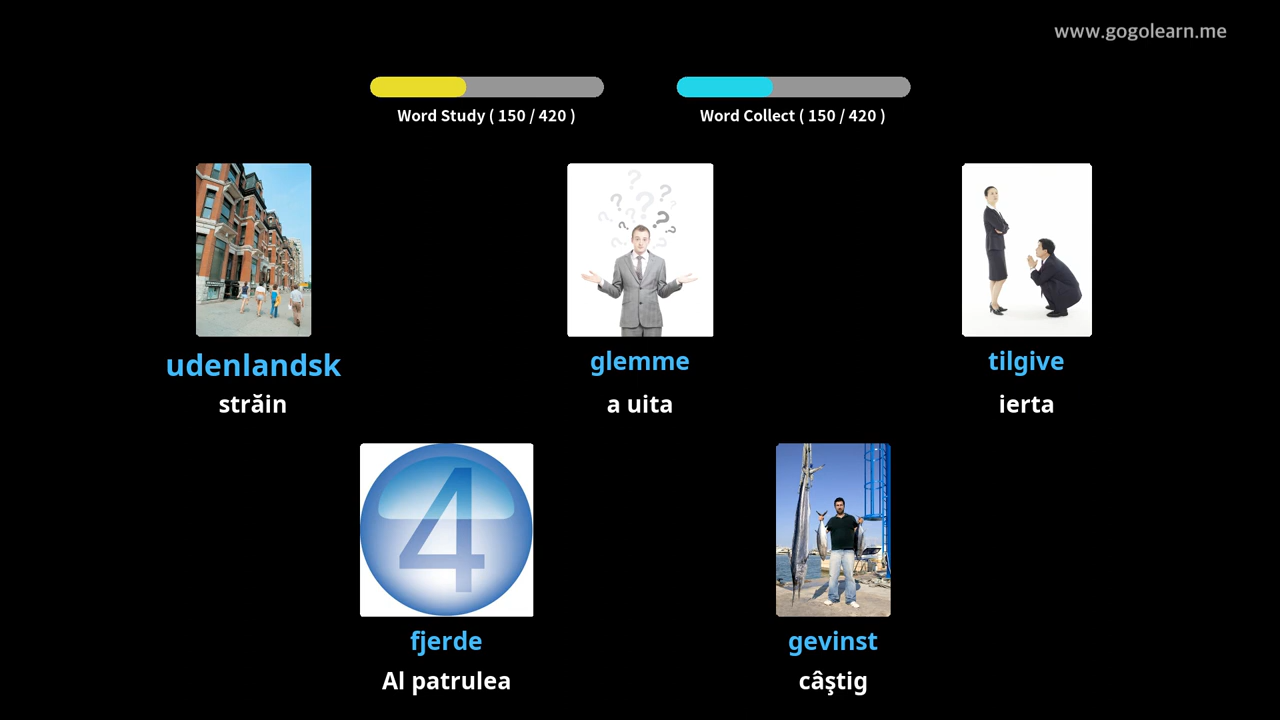 www.gogolearn.me
Word Study ( 150 / 420 )
Word Collect ( 150 / 420 )
udenlandsk
străin
glemme
a uita
tilgive
ierta
4
fjerde
Al patrulea
gevinst
câştig